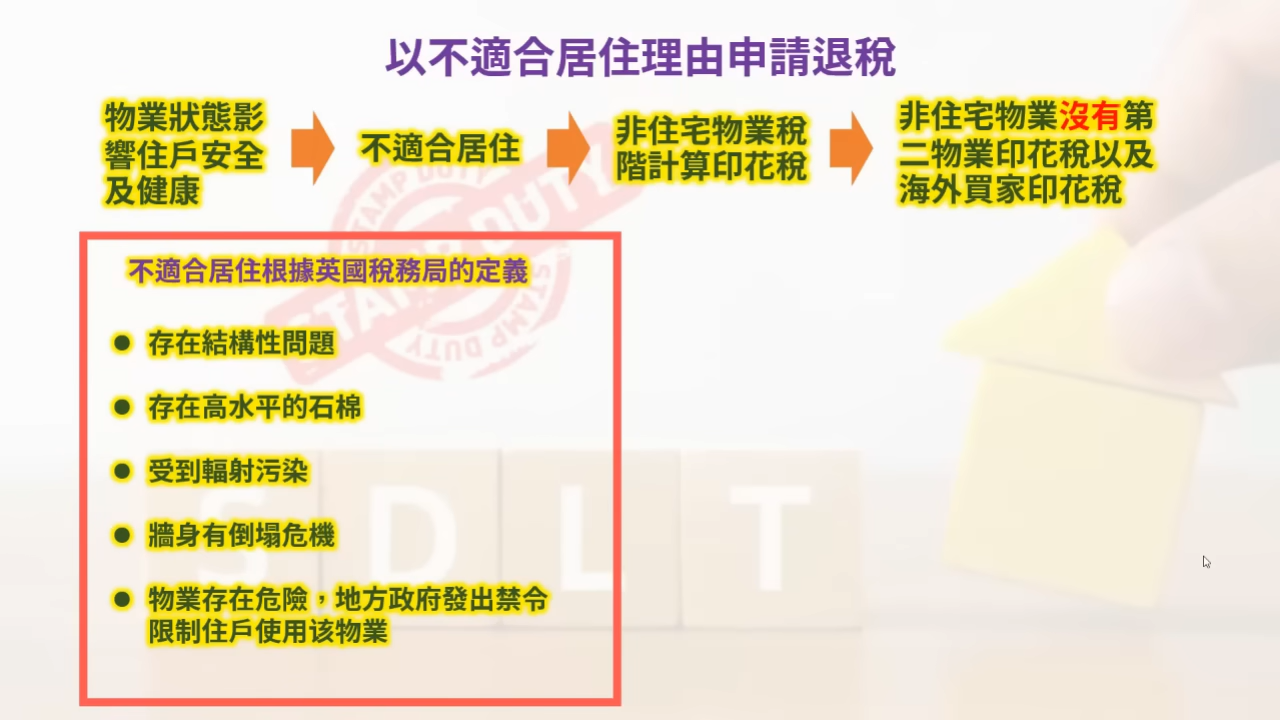 以不適合居住理由申請退稅
物業狀態影
響住戶安全
及健康
不適合居住
非住宅物業稅
階計算印花稅
非住宅物業沒有第
二物業印花稅以及
海外買家印花稅
不適合居住根據英國稅務局的定義
● 存在結構性問題
● 存在高水平的石棉
● 受到輻射污染
● 牆身有倒塌危機
● 物業存在危險，地方政府發出禁令
限制住戶使用该物業
STAMP DUTY
STAMP DUTY
STAMP DUTY
S D L T